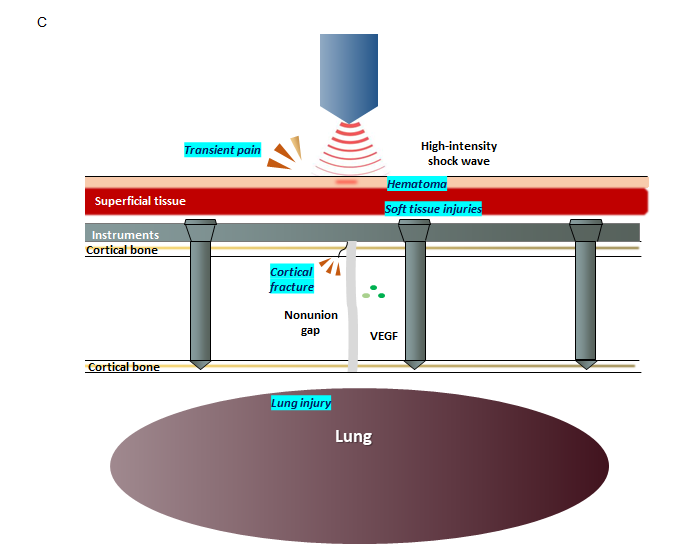 C
Transient pain
High-intensity
shock wave
Hematoma
Superficial tissue
Soft tissue injuries
Instruments
Cortical bone
Cortical
fracture
Nonunion
gap
VEGF
Cortical bone
Lung injury
Lung